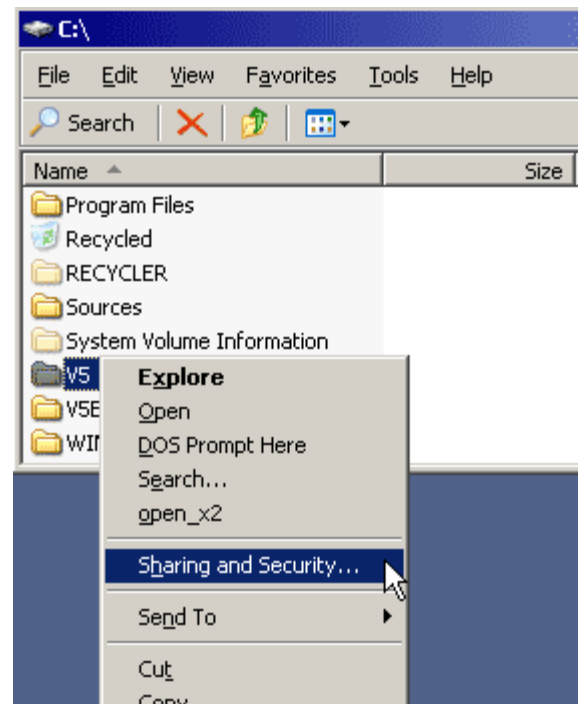 C:\
File Edit View Favorites Tools Help
Search
Name Size
Program Files
Recycled
RECYCLER
Sources
System Volume Information
V5
Explore
Open
DOS Prompt Here
Search...
open_x2
Sharing and Security...
Send To
Cut
Copy